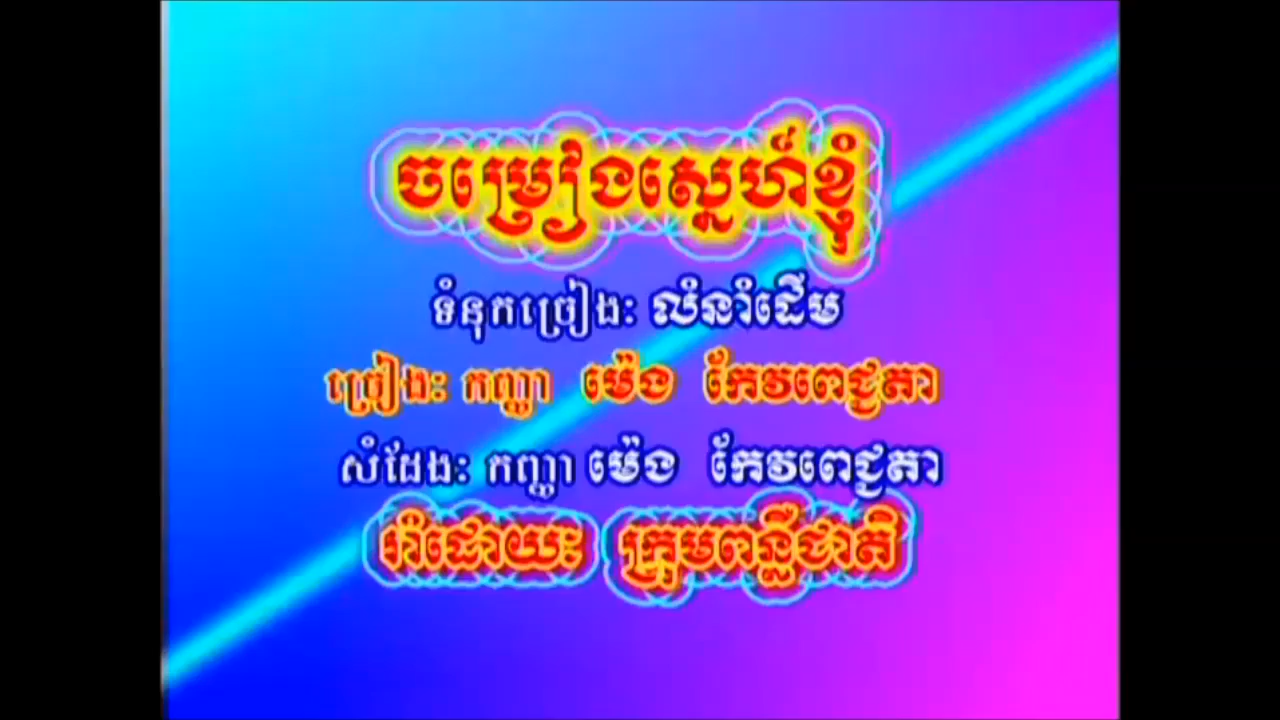 ចម្រៀងស្នេហ៍ខ្ញុំ
ទំនុកច្រៀងៈ លំនាំដើម
ច្រៀងៈ កញ្ញា ម៉េង កែវពេជ្ជតា
សំដែងៈ កញ្ញា ម៉េង កែវពេជ្ជតា
រាំដោយៈ ក្រុមពន្លឺជាតិ